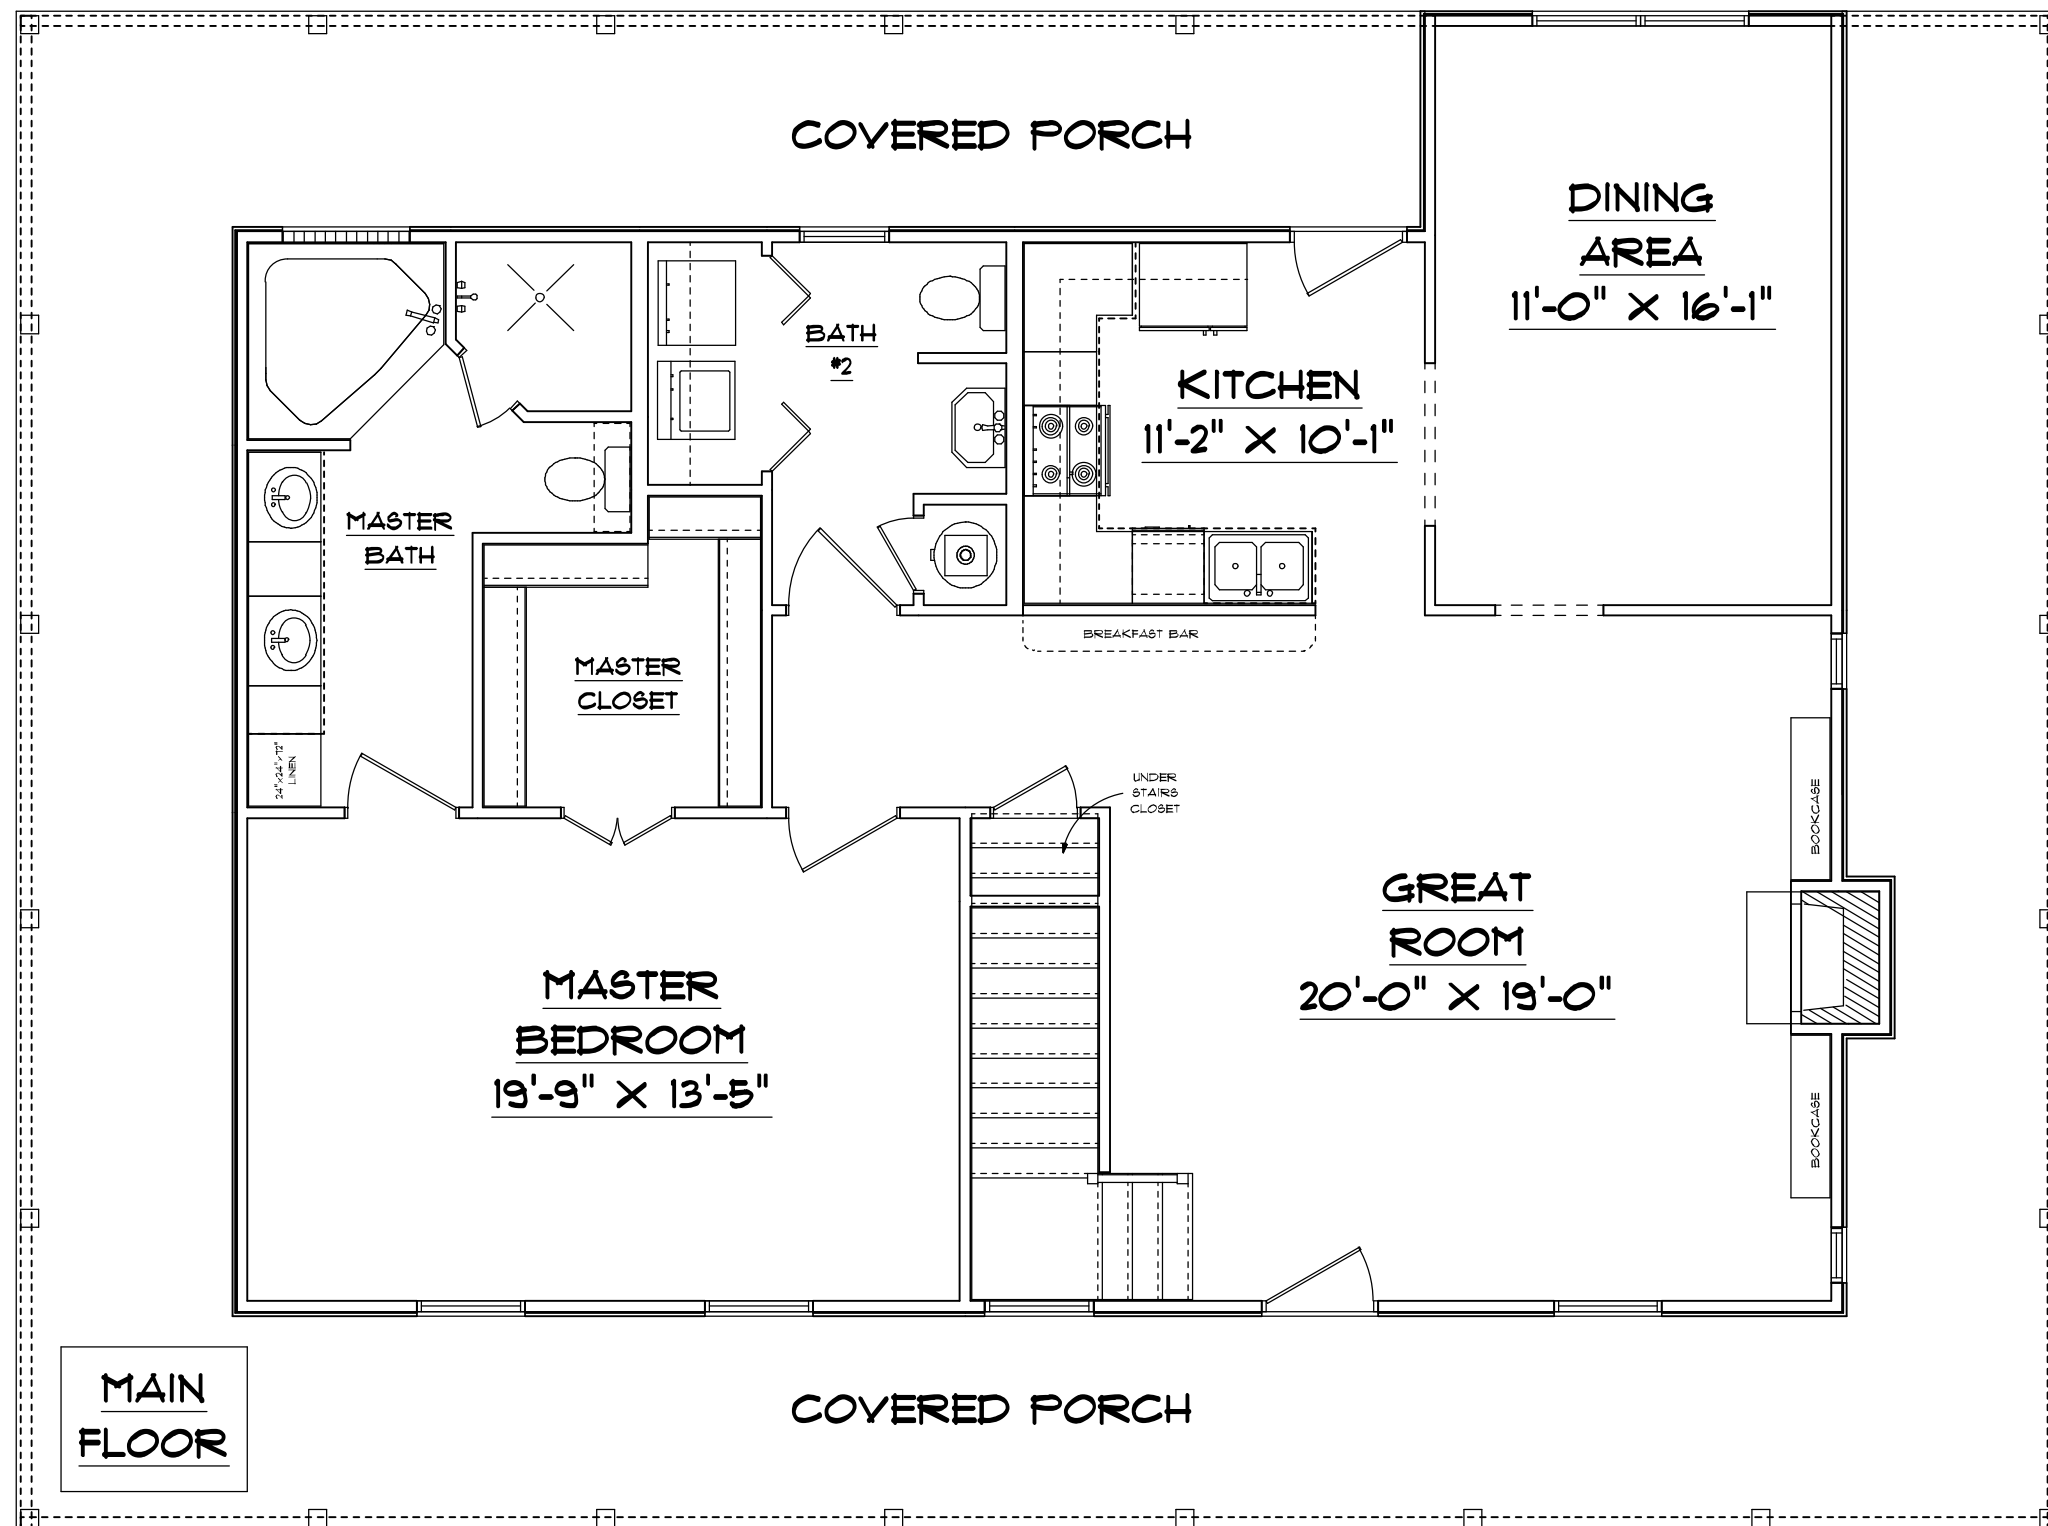 COVERED PORCH
DINING
AREA
11'-0" X 16'-1"
BATH
#2
KITCHEN
11'-2" X 10'-1"
MASTER
BATH
BREAKFAST BAR
MASTER
CLOSET
24"x24"x72"
LINEN
UNDER
STAIRS
CLOSET
BOOKCASE
GREAT
ROOM
20'-0" X 19'-0"
MASTER
BEDROOM
19'-9" X 13'-5"
BOOKCASE
MAIN
FLOOR
COVERED PORCH